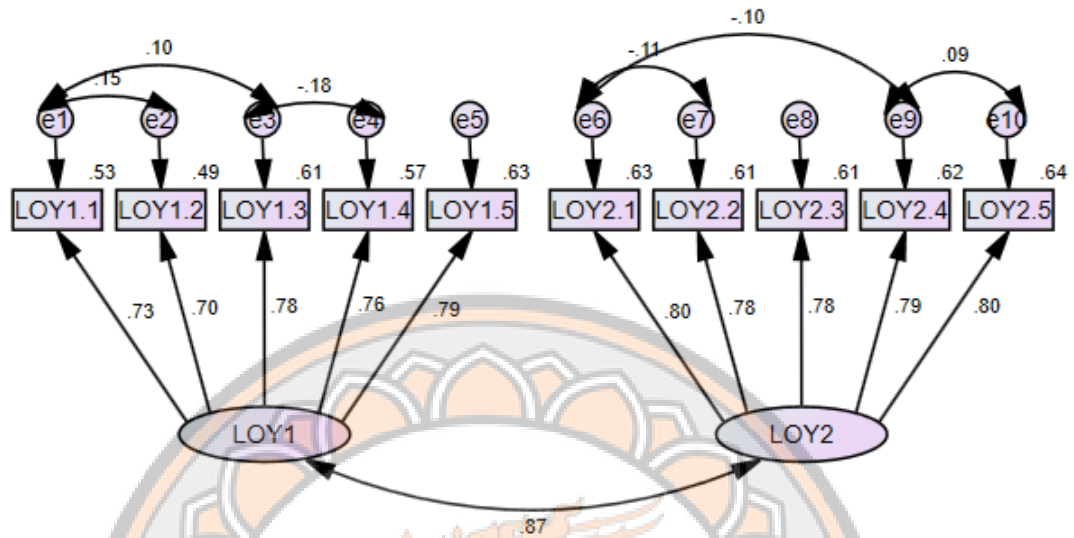 -.10
.10
-.11
.09
.15
-.18
e1 e2 e3 e4 e5 e6 e7 e8 e9 e10
.53 .49 .61 .57 .63 .63 .61 .61 .62 .64
LOY1.1 LOY1.2 LOY1.3 LOY1.4 LOY1.5 LOY2.1 LOY2.2 LOY2.3 LOY2.4 LOY2.5
.73 .70 .78 .76 .79 .80 .78 .78 .79 .80
LOY1 LOY2
.87